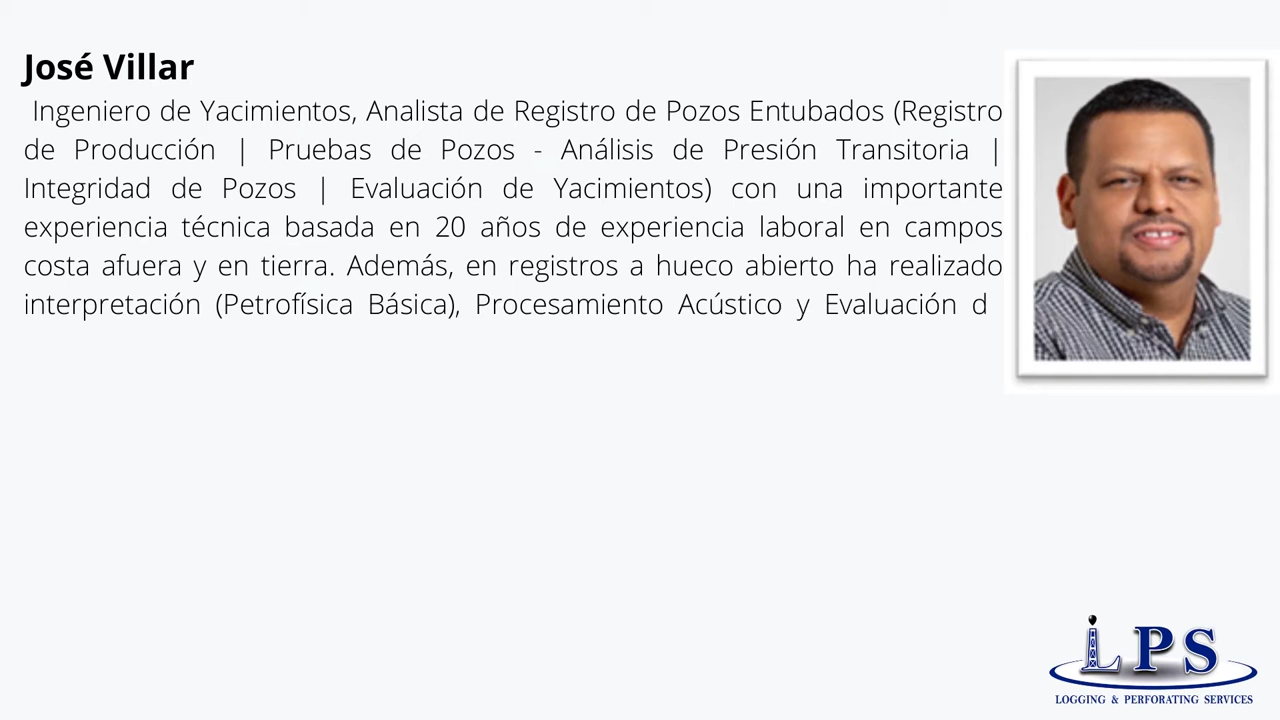 José Villar
Ingeniero de Yacimientos, Analista de Registro de Pozos Entubados (Registro
de Producción | Pruebas de Pozos - Análisis de Presión Transitoria |
Integridad de Pozos | Evaluación de Yacimientos) con una importante
experiencia técnica basada en 20 años de experiencia laboral en campos
costa afuera y en tierra. Además, en registros a hueco abierto ha realizado
interpretación (Petrofísica Básica), Procesamiento Acústico y Evaluación d
LPS
LOGGING & PERFORATING SERVICES